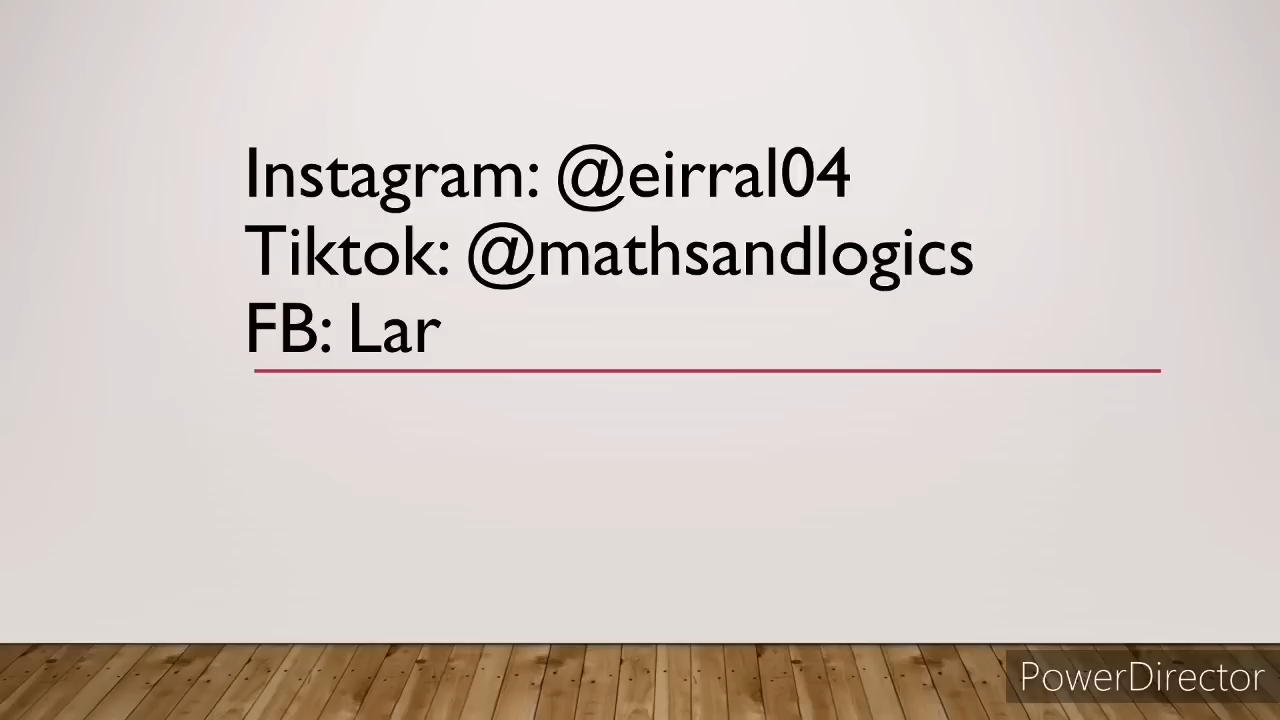 Instagram: @eirral04
Tiktok: @mathsandlogics
FB: Lar
PowerDirector